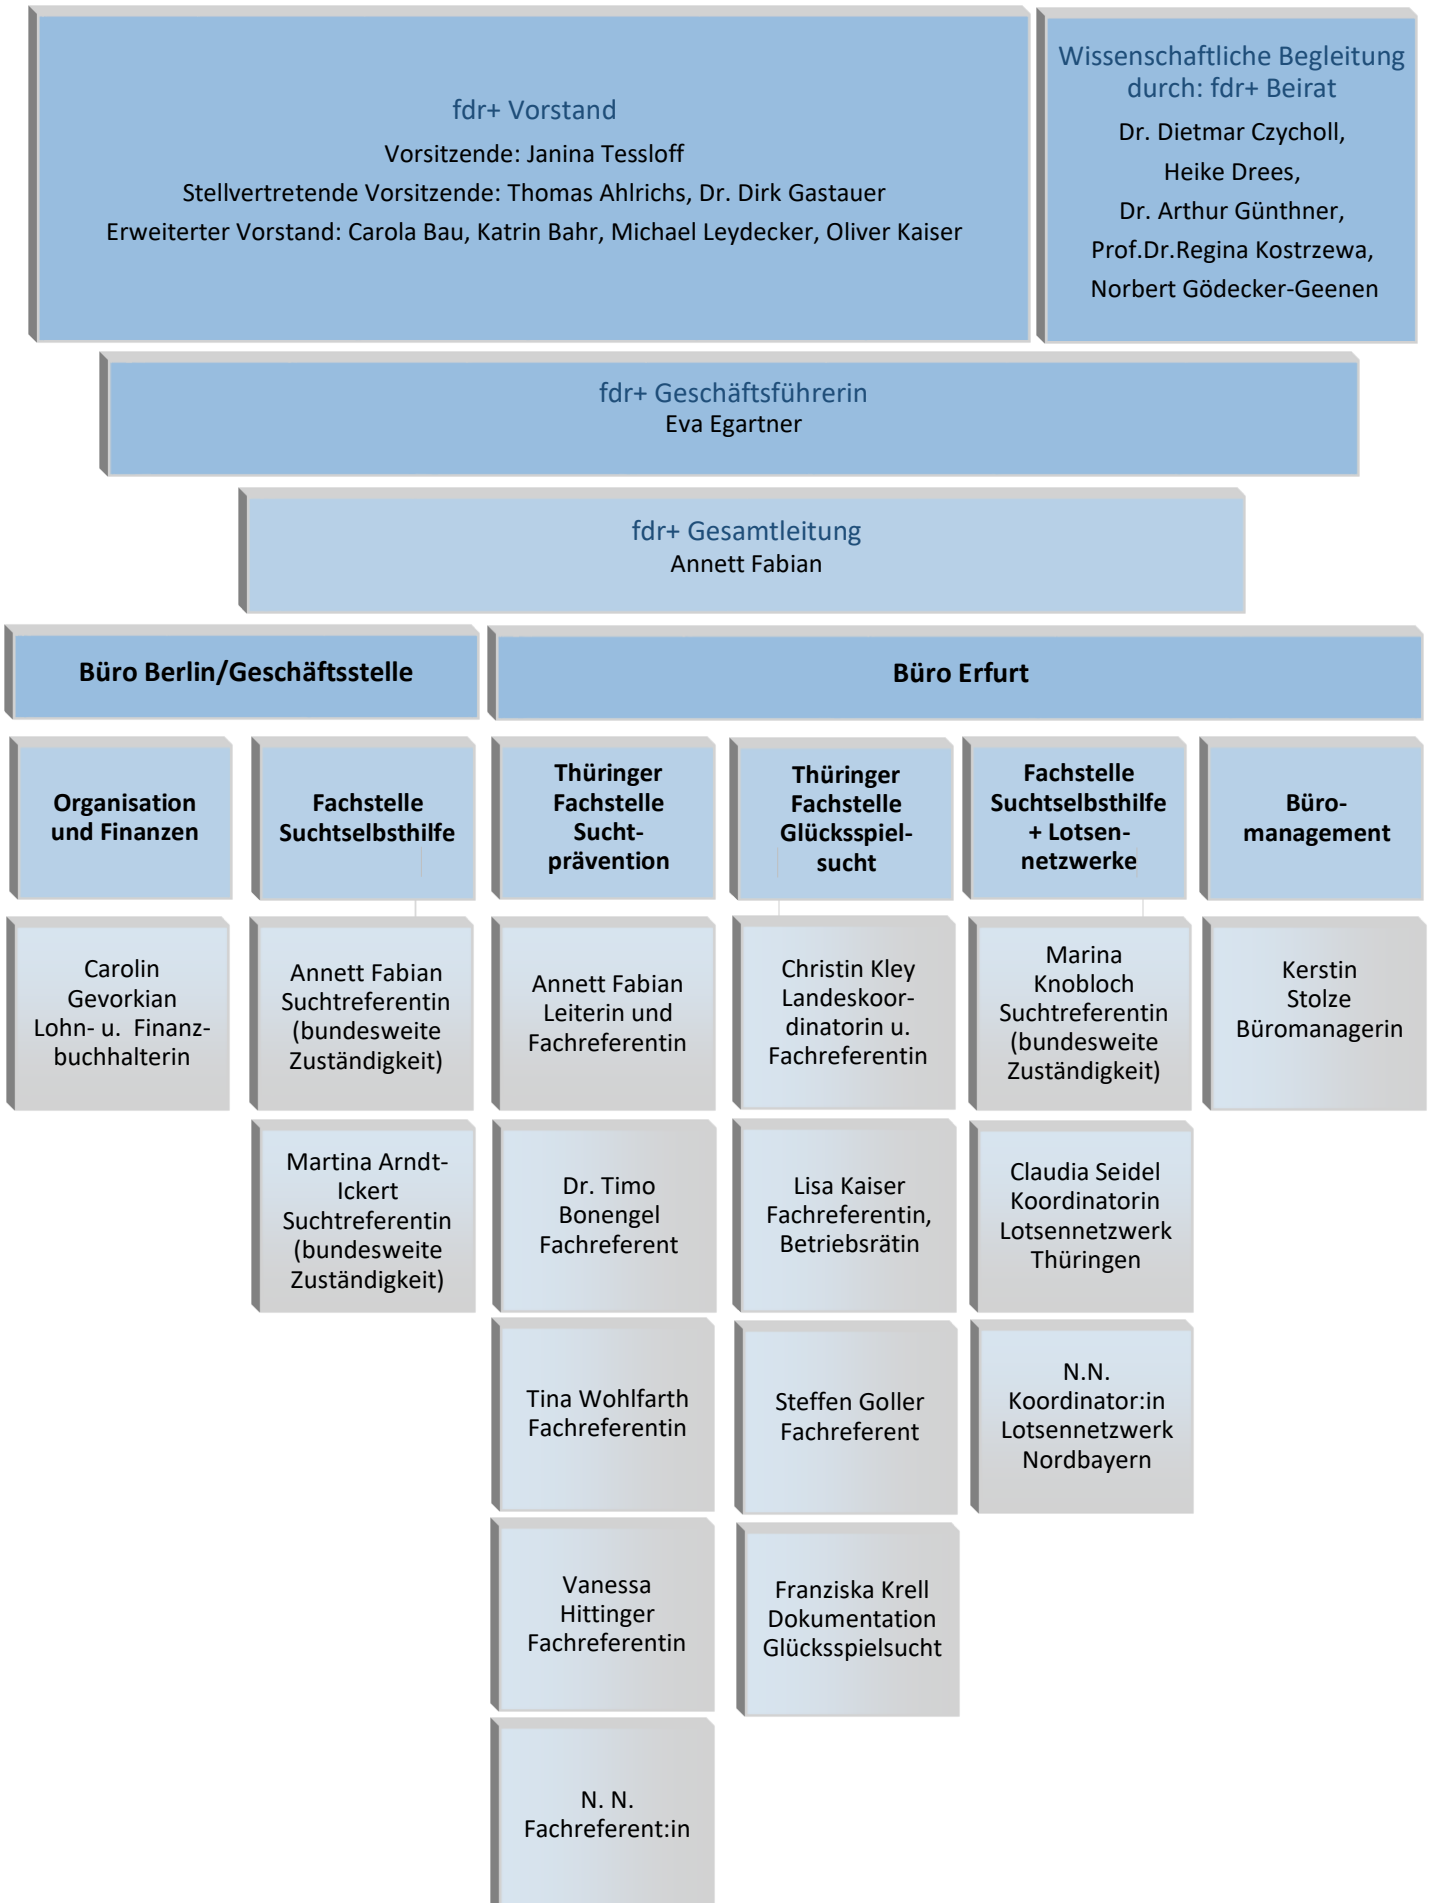 fdr+ Vorstand
Vorsitzende: Janina Tessloff
Stellvertretende Vorsitzende: Thomas Ahlrichs, Dr. Dirk Gastauer
Erweiterter Vorstand: Carola Bau, Katrin Bahr, Michael Leydecker, Oliver Kaiser
Wissenschaftliche Begleitung
durch: fdr+ Beirat
Dr. Dietmar Czycholl,
Heike Drees,
Dr. Arthur Günthner,
Prof.Dr.Regina Kostrzewa,
Norbert Gödecker-Geenen
fdr+ Geschäftsführerin
Eva Egartner
fdr+ Gesamtleitung
Annett Fabian
Büro Berlin/Geschäftsstelle
Büro Erfurt
Organisation
und Finanzen
Fachstelle
Suchtselbsthilfe
Thüringer
Fachstelle
Sucht-
prävention
Thüringer
Fachstelle
Glücksspiel-
sucht
Fachstelle
Suchtselbsthilfe
+ Lotsen-
netzwerke
Büro-
management
Carolin
Gevorkian
Lohn- u. Finanz-
buchhalterin
Annett Fabian
Suchtreferentin
(bundesweite
Zuständigkeit)
Annett Fabian
Leiterin und
Fachreferentin
Christin Kley
Landeskoor-
dinatorin u.
Fachreferentin
Marina
Knobloch
Suchtreferentin
(bundesweite
Zuständigkeit)
Kerstin
Stolze
Büromanagerin
Martina Arndt-
Ickert
Suchtreferentin
(bundesweite
Zuständigkeit)
Dr. Timo
Bonengel
Fachreferent
Lisa Kaiser
Fachreferentin,
Betriebsrätin
Claudia Seidel
Koordinatorin
Lotsennetzwerk
Thüringen
Tina Wohlfarth
Fachreferentin
Steffen Goller
Fachreferent
N.N.
Koordinator:in
Lotsennetzwerk
Nordbayern
Vanessa
Hittinger
Fachreferentin
Franziska Krell
Dokumentation
Glücksspielsucht
N. N.
Fachreferent:in